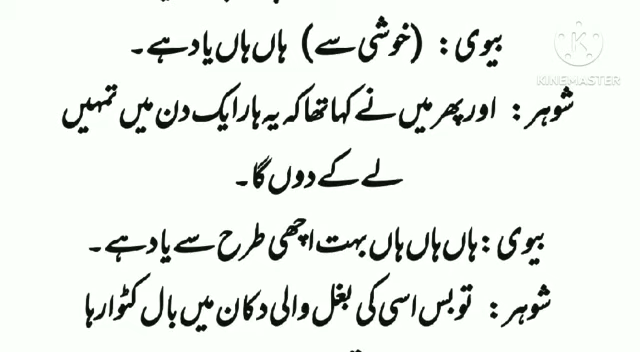 بیوی: (خوشی سے) ہاں ہاں یاد ہے۔
KINEMASTER
شوہر: اور پھر میں نے کہا تھا کہ یہ ہار ایک دن میں تمہیں
لے کے دوں گا۔
بیوی: ہاں ہاں ہاں بہت اچھی طرح سے یاد ہے۔
شوہر: تو بس اسی کی بغل والی دکان میں بال کٹوا رہا